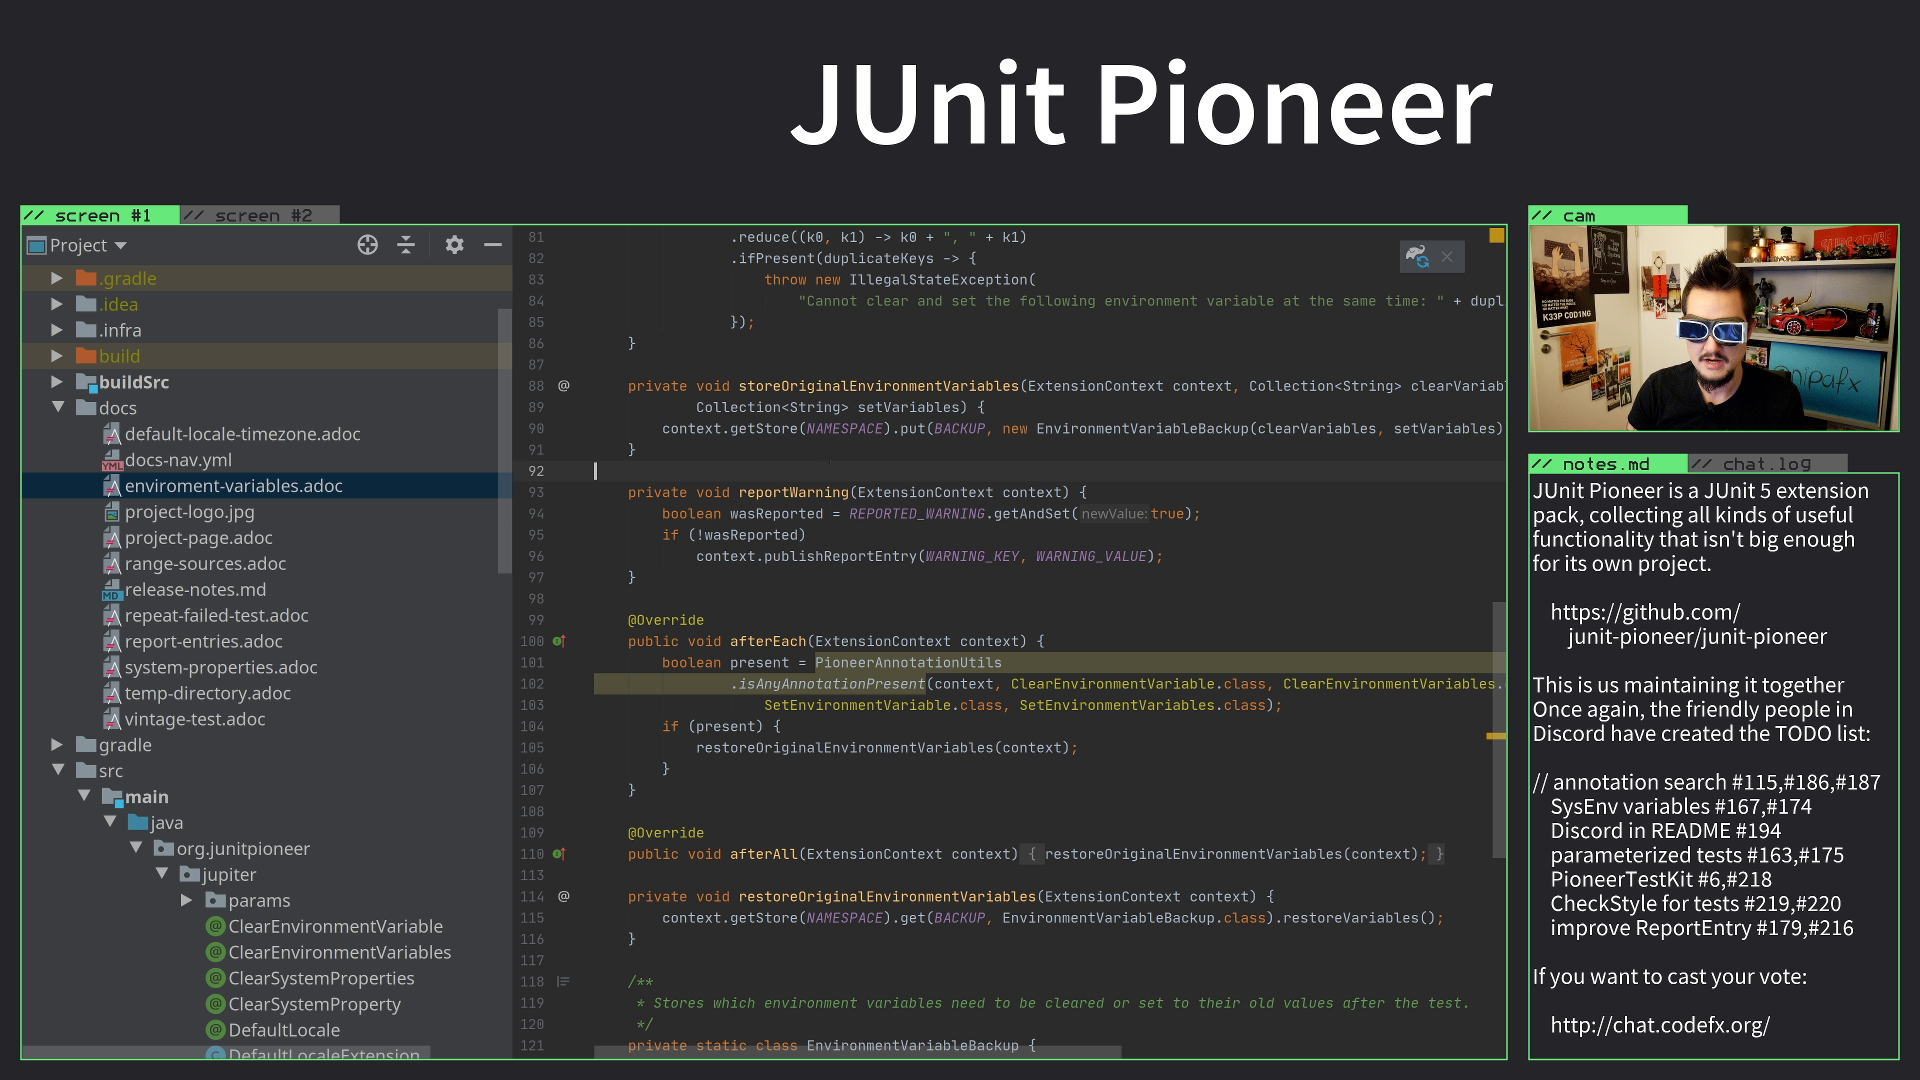 JUnit Pioneer
// screen #1
// screen #2
Project
.gradle
.idea
.infra
build
buildSrc
docs
default-locale-timezone.adoc
docs-nav.yml
enviroment-variables.adoc
project-logo.jpg
project-page.adoc
range-sources.adoc
release-notes.md
repeat-failed-test.adoc
report-entries.adoc
system-properties.adoc
temp-directory.adoc
vintage-test.adoc
gradle
src
main
java
org.junitpioneer
jupiter
params
ClearEnvironmentVariable
ClearEnvironmentVariables
ClearSystemProperties
ClearSystemProperty
DefaultLocale
DefaultLocaleExtension
81 .reduce((k0, k1) -> k0 + ", " + k1)
82 .ifPresent(duplicateKeys -> {
83 throw new IllegalStateException(
84 "Cannot clear and set the following environment variable at the same time: " + dupl
85 });
86 }
87
88 @ private void storeOriginalEnvironmentVariables(ExtensionContext context, Collection<String> clearVariab
89 Collection<String> setVariables) {
90 context.getStore(NAMESPACE).put(BACKUP, new EnvironmentVariableBackup(clearVariables, setVariables)
91 }
92
93 private void reportWarning(ExtensionContext context) {
94 boolean wasReported = REPORTED_WARNING.getAndSet( newValue: true);
95 if (!wasReported)
96 context.publishReportEntry(WARNING_KEY, WARNING_VALUE);
97 }
98
99 @Override
100 public void afterEach(ExtensionContext context) {
101 boolean present = PioneerAnnotationUtils
102 .isAnyAnnotationPresent(context, ClearEnvironmentVariable.class, ClearEnvironmentVariables.
103 SetEnvironmentVariable.class, SetEnvironmentVariables.class);
104 if (present) {
105 restoreOriginalEnvironmentVariables(context);
106 }
107 }
108
109 @Override
110 public void afterAll(ExtensionContext context) { restoreOriginalEnvironmentVariables(context); }
113
114 @ private void restoreOriginalEnvironmentVariables(ExtensionContext context) {
115 context.getStore(NAMESPACE).get(BACKUP, EnvironmentVariableBackup.class).restoreVariables();
116 }
117
118 /**
119 * Stores which environment variables need to be cleared or set to their old values after the test.
120 */
121 private static class EnvironmentVariableBackup {
// cam
K33P C0D1NG
SUBSCRIBE
@nipafx
// notes.md
// chat.log
JUnit Pioneer is a JUnit 5 extension
pack, collecting all kinds of useful
functionality that isn't big enough
for its own project.
https://github.com/
junit-pioneer/junit-pioneer
This is us maintaining it together
Once again, the friendly people in
Discord have created the TODO list:
// annotation search #115,#186,#187
SysEnv variables #167,#174
Discord in README #194
parameterized tests #163,#175
PioneerTestKit #6,#218
CheckStyle for tests #219,#220
improve ReportEntry #179,#216
If you want to cast your vote:
http://chat.codefx.org/